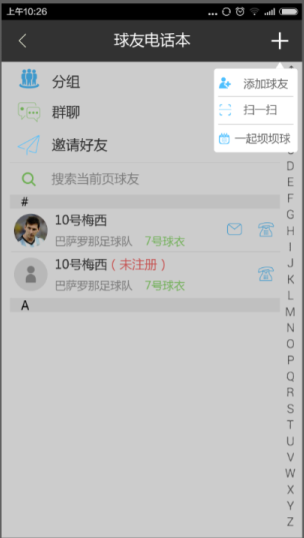 上午10:26
球友电话本
分组
添加球友
群聊
扫一扫
邀请好友
一起坝坝球
搜索当前页球友
#
10号梅西
巴萨罗那足球队 7号球衣
10号梅西(未注册)
巴萨罗那足球队 7号球衣
A
D
E
F
G
H
I
J
K
L
M
N
O
P
Q
R
S
T
U
V
W
X
Y
Z